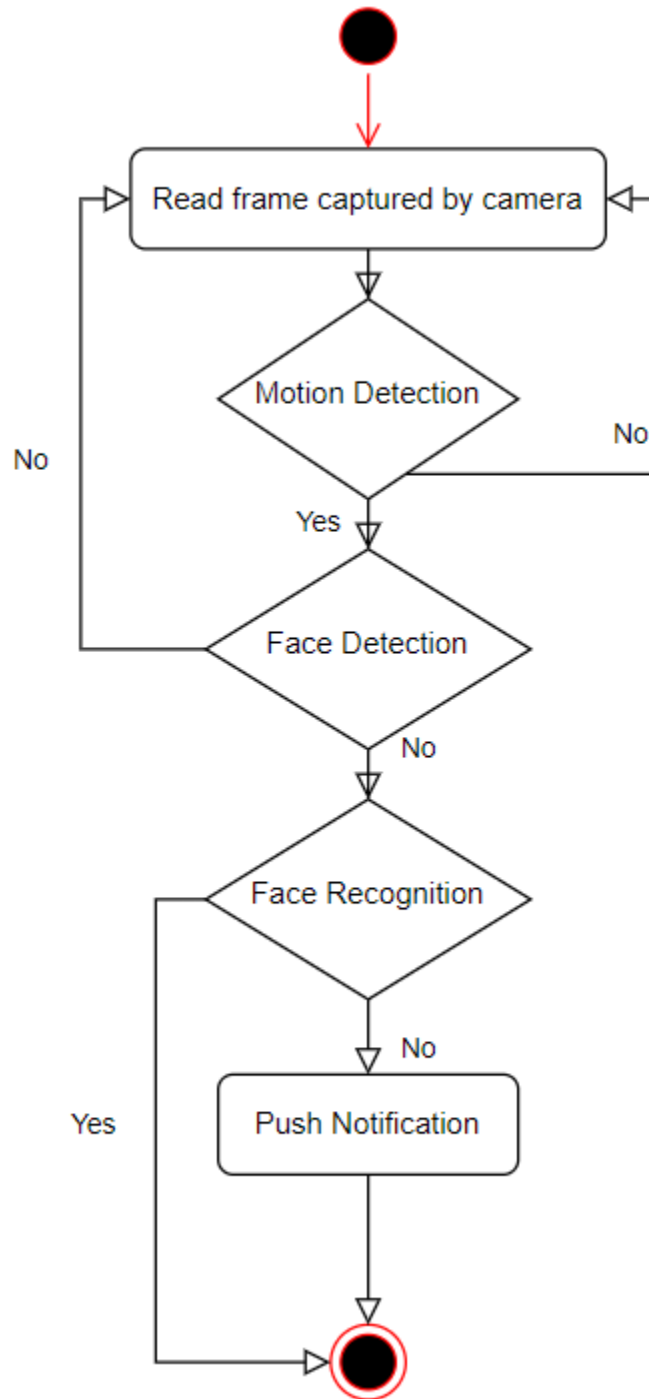 Read frame captured by camera
Motion Detection
No
No
Yes
Face Detection
No
Face Recognition
No
Push Notification
Yes